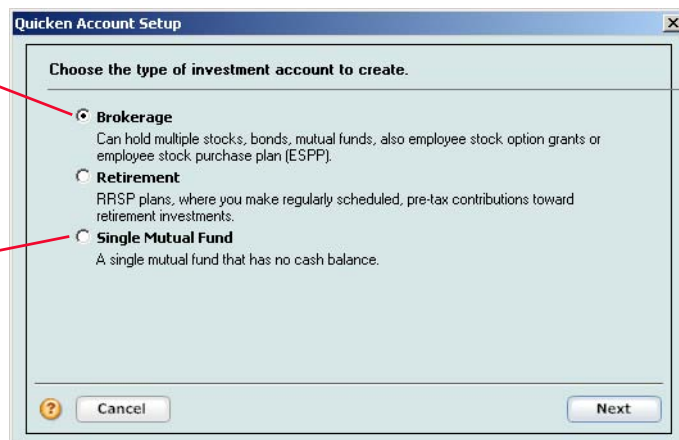 Quicken Account Setup
Choose the type of investment account to create.
Brokerage
Can hold multiple stocks, bonds, mutual funds, also employee stock option grants or
employee stock purchase plan (ESPP).
Retirement
RRSP plans, where you make regularly scheduled, pre-tax contributions toward
retirement investments.
Single Mutual Fund
A single mutual fund that has no cash balance.
Cancel
Next